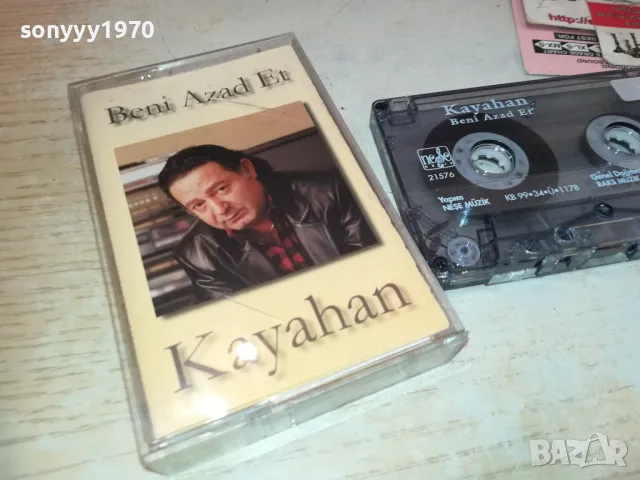 sonyyy1970
Beni Azad Et
Kayahan
http://
Kayahan
Beni Azad Et
neşe
21576
Yapım
NEŞE MÜZİK
KB 99•34•Ü•1178
Genel Dağıtım
RAKS MÜZİK
BAZAR